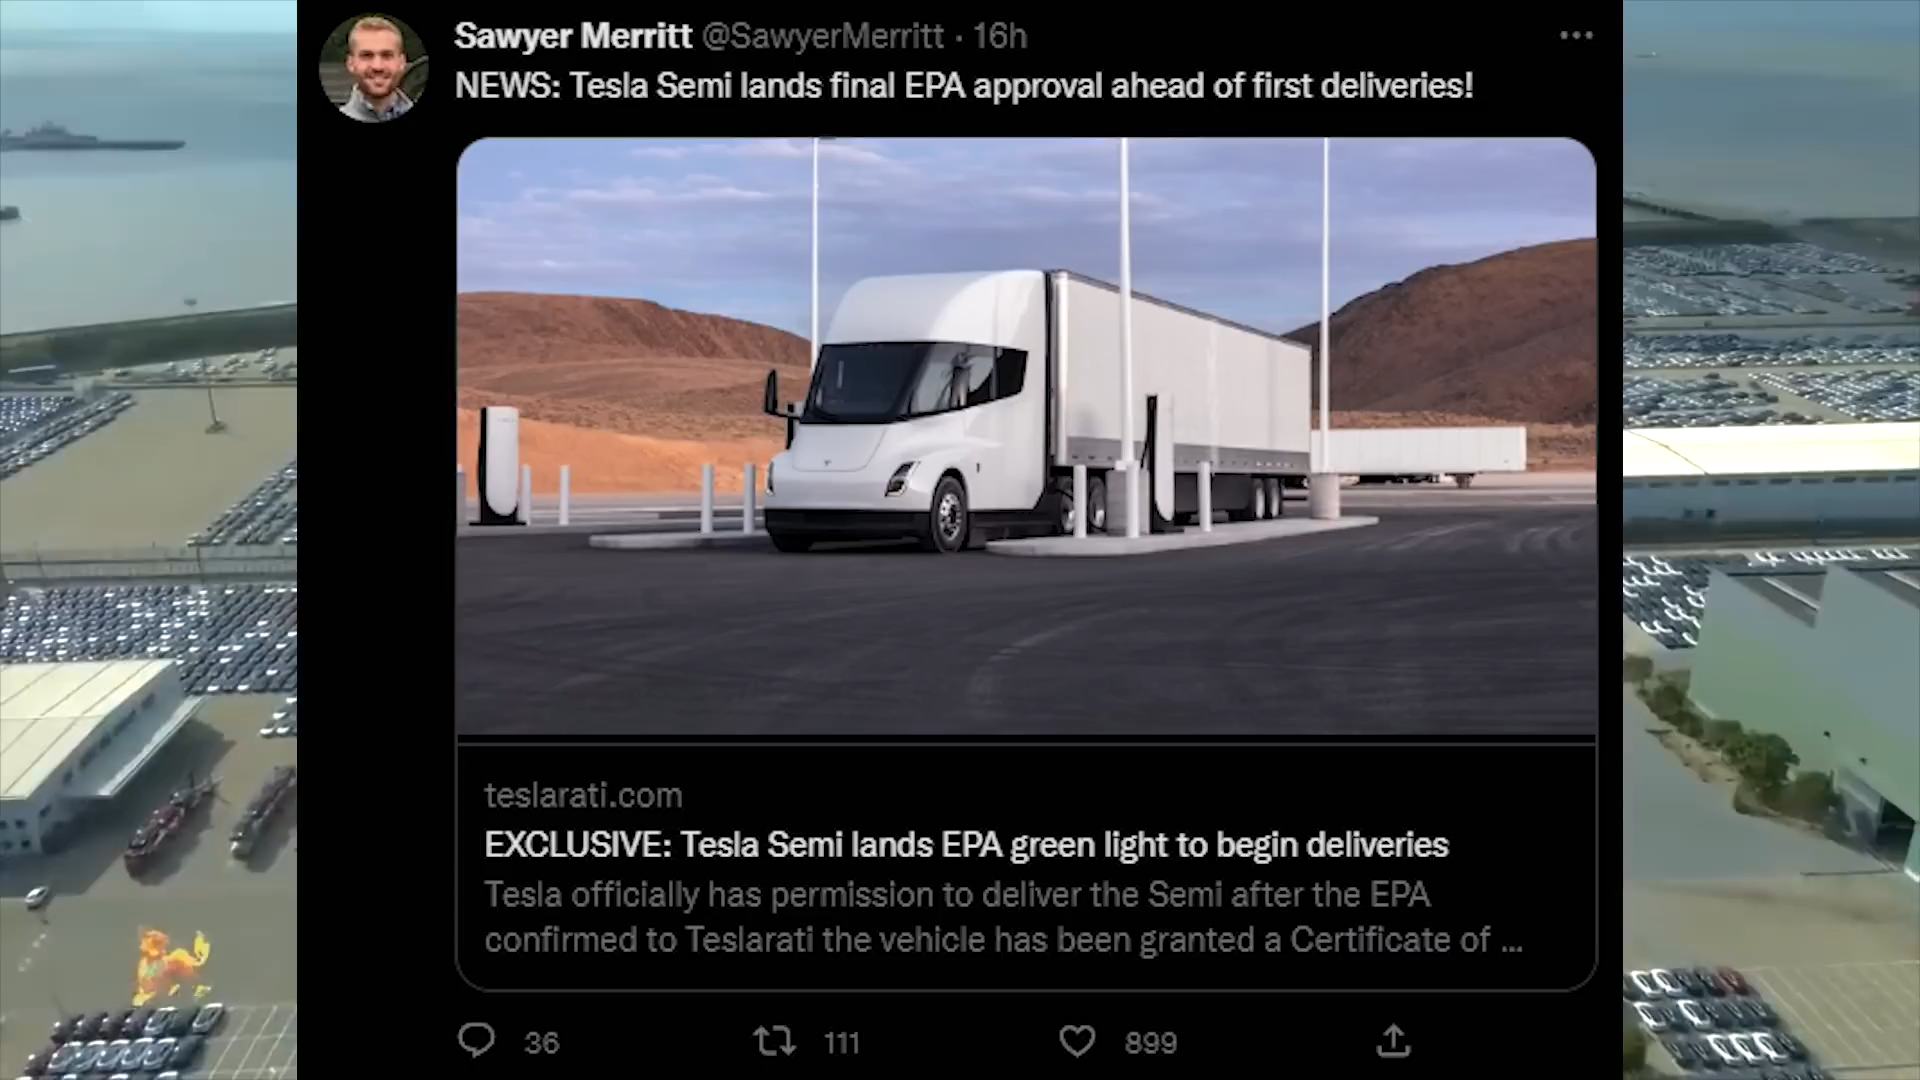 Sawyer Merritt @SawyerMerritt · 16h
NEWS: Tesla Semi lands final EPA approval ahead of first deliveries!
teslarati.com
EXCLUSIVE: Tesla Semi lands EPA green light to begin deliveries
Tesla officially has permission to deliver the Semi after the EPA
confirmed to Teslarati the vehicle has been granted a Certificate of ...
36 111 899